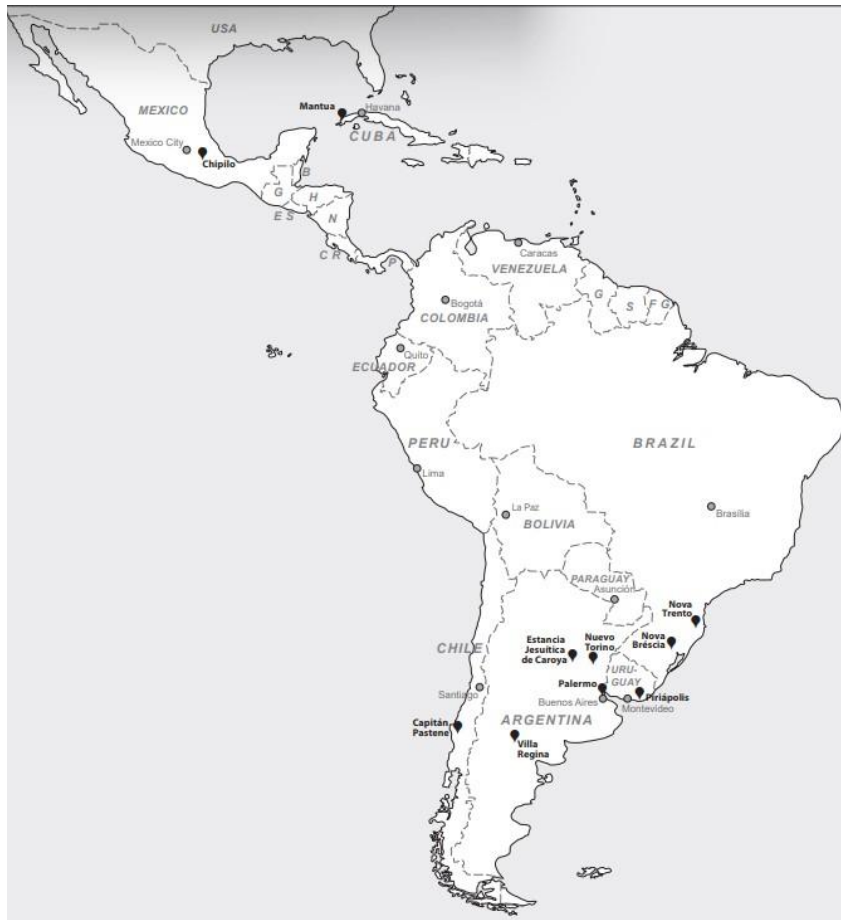 USA
MEXICO
Mantua
Havana
CUBA
Mexico City
Chipilo
B
G
H
E S
N
C R
P
Caracas
VENEZUELA
G
S
F G
Bogotá
COLOMBIA
Quito
ECUADOR
PERU
BRAZIL
Lima
La Paz
Brasília
BOLIVIA
PARAGUAY
Asunción
Nova
Trento
Estancia
Jesuítica
de Caroya
Nuevo
Torino
Nova
Bréscia
CHILE
URU-
GUAY
Santiago
Palermo
Piriápolis
Buenos Aires
Montevideo
Capitán
Pastene
ARGENTINA
Villa
Regina